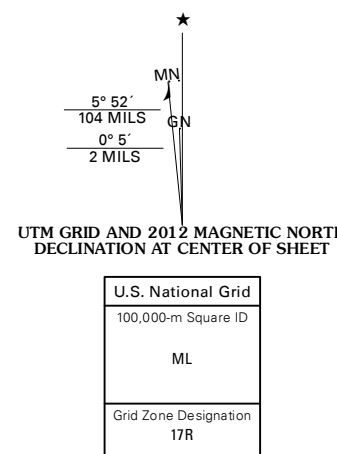 ★
MN
5° 52´
104 MILS
GN
0° 5´
2 MILS
UTM GRID AND 2012 MAGNETIC NORTH
DECLINATION AT CENTER OF SHEET
U.S. National Grid
100,000-m Square ID
ML
Grid Zone Designation
17R